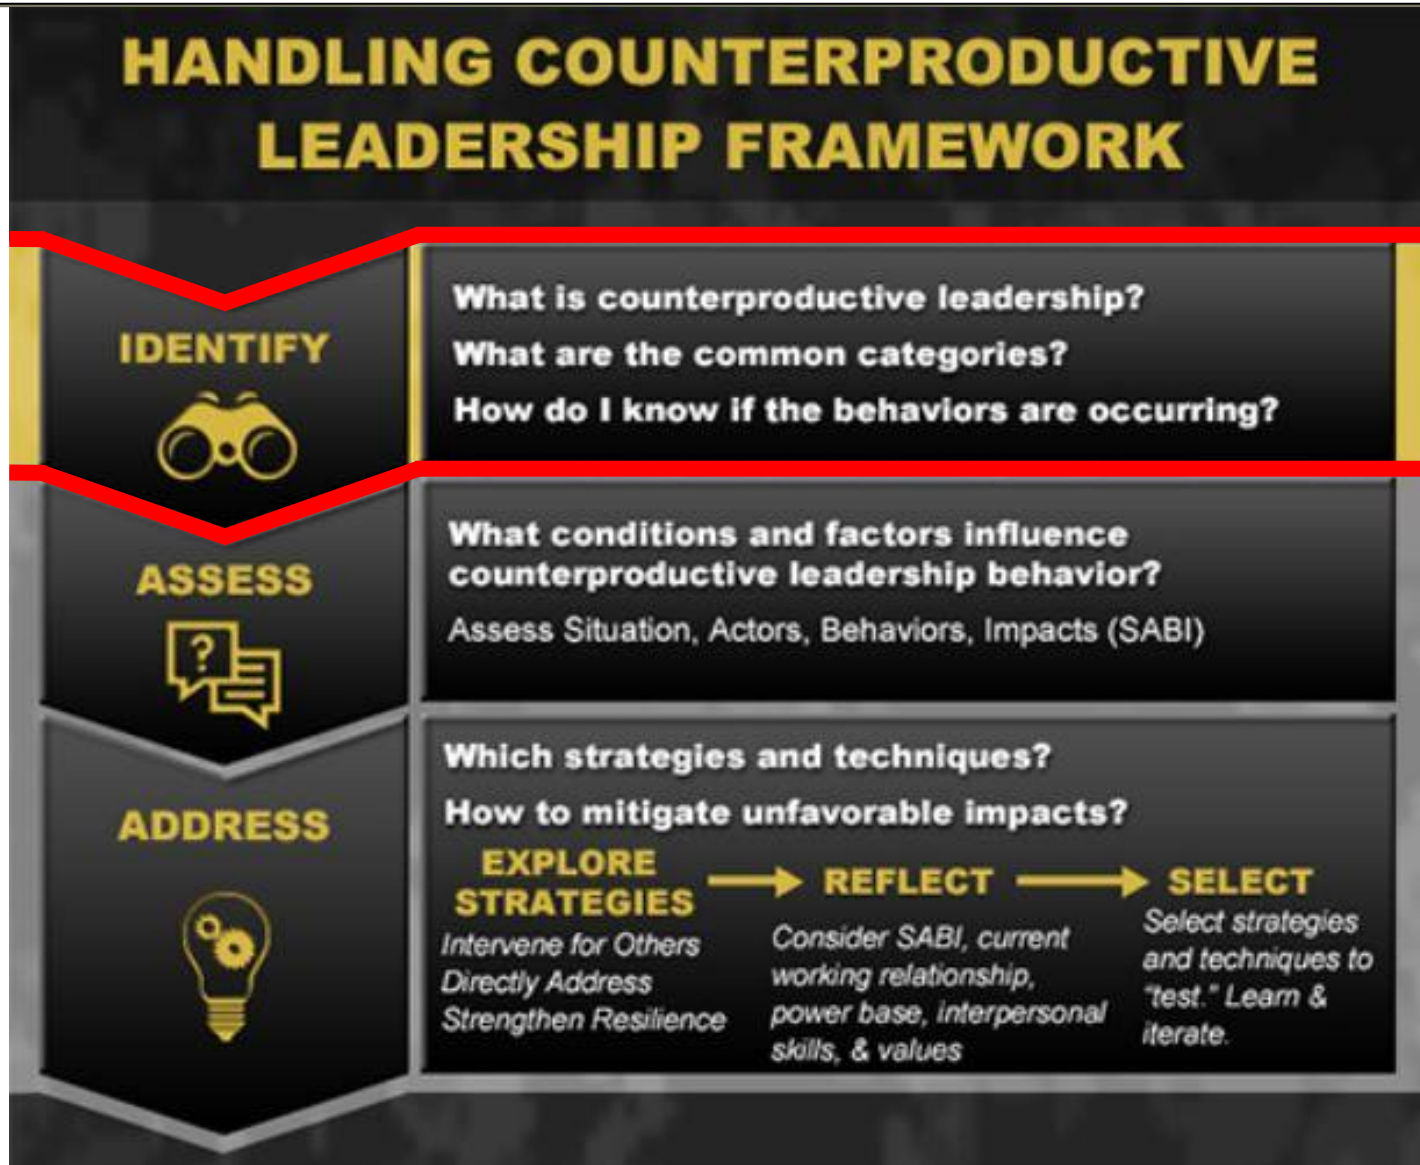 HANDLING COUNTERPRODUCTIVE
LEADERSHIP FRAMEWORK
IDENTIFY
What is counterproductive leadership?
What are the common categories?
How do I know if the behaviors are occurring?
ASSESS
?
What conditions and factors influence
counterproductive leadership behavior?
Assess Situation, Actors, Behaviors, Impacts (SABI)
ADDRESS
Which strategies and techniques?
How to mitigate unfavorable impacts?
EXPLORE
STRATEGIES
Intervene for Others
Directly Address
Strengthen Resilience
REFLECT
Consider SABI, current
working relationship,
power base, interpersonal
skills, & values
SELECT
Select strategies
and techniques to
"test." Learn &
iterate.